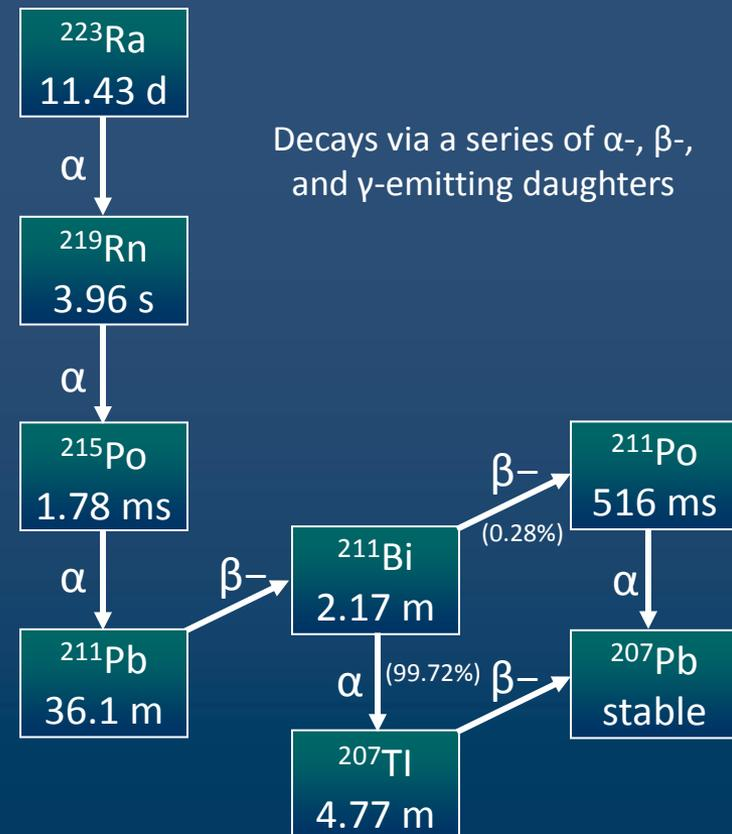 ²²³Ra
11.43 d
α
Decays via a series of α-, β-,
and γ-emitting daughters
²¹⁹Rn
3.96 s
α
²¹⁵Po
1.78 ms
α
²¹¹Pb
36.1 m
β−
²¹¹Bi
2.17 m
β−
(0.28%)
²¹¹Po
516 ms
α
(99.72%)
²⁰⁷Tl
4.77 m
β−
α
²⁰⁷Pb
stable